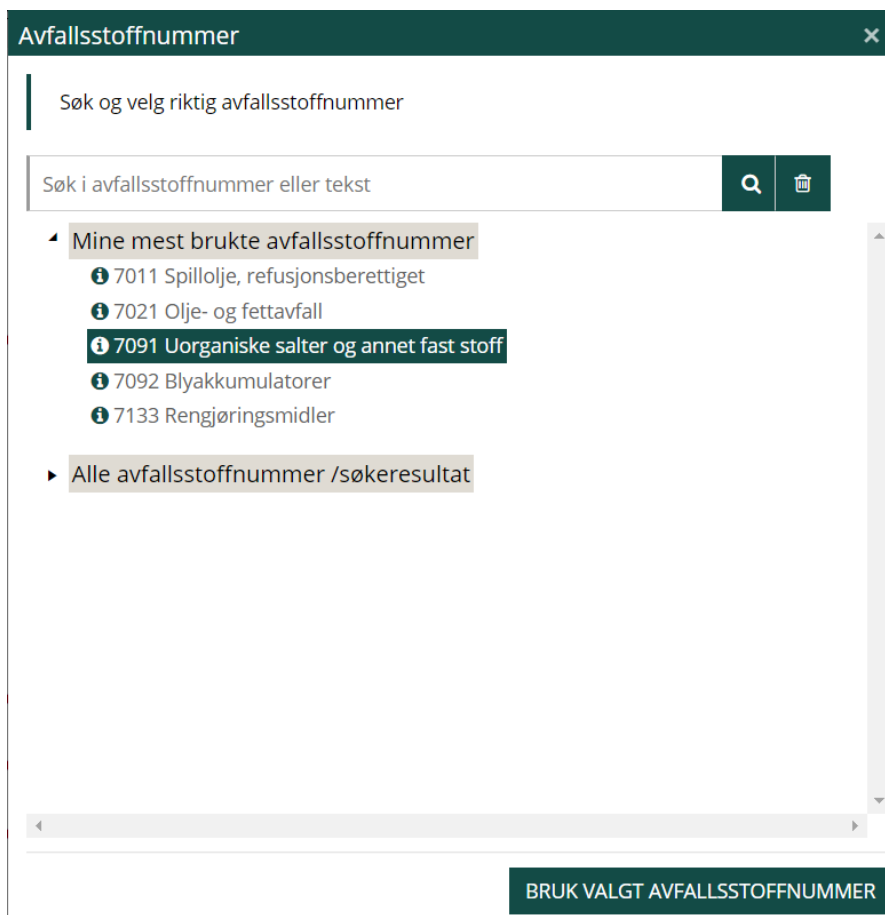 Avfallsstoffnummer
Søk og velg riktig avfallsstoffnummer
Søk i avfallsstoffnummer eller tekst
Mine mest brukte avfallsstoffnummer
7011 Spillolje, refusjonsberettiget
7021 Olje- og fettavfall
7091 Uorganiske salter og annet fast stoff
7092 Blyakkumulatorer
7133 Rengjøringsmidler
Alle avfallsstoffnummer /søkeresultat
BRUK VALGT AVFALLSSTOFFNUMMER